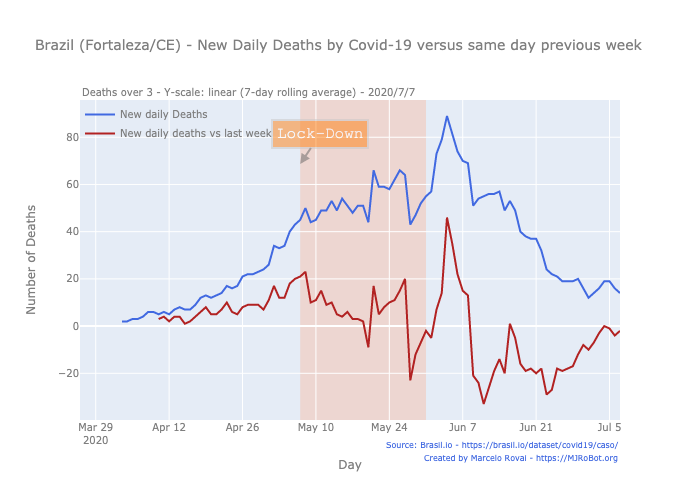 Brazil (Fortaleza/CE) - New Daily Deaths by Covid-19 versus same day previous week
Deaths over 3 - Y-scale: linear (7-day rolling average) - 2020/7/7
New daily Deaths
New daily deaths vs last week
Lock-Down
80
60
40
20
0
−20
Number of Deaths
Mar 29
2020
Apr 12
Apr 26
May 10
May 24
Jun 7
Jun 21
Jul 5
Day
Source: Brasil.io - https://brasil.io/dataset/covid19/caso/
Created by Marcelo Rovai - https://MJRoBot.org